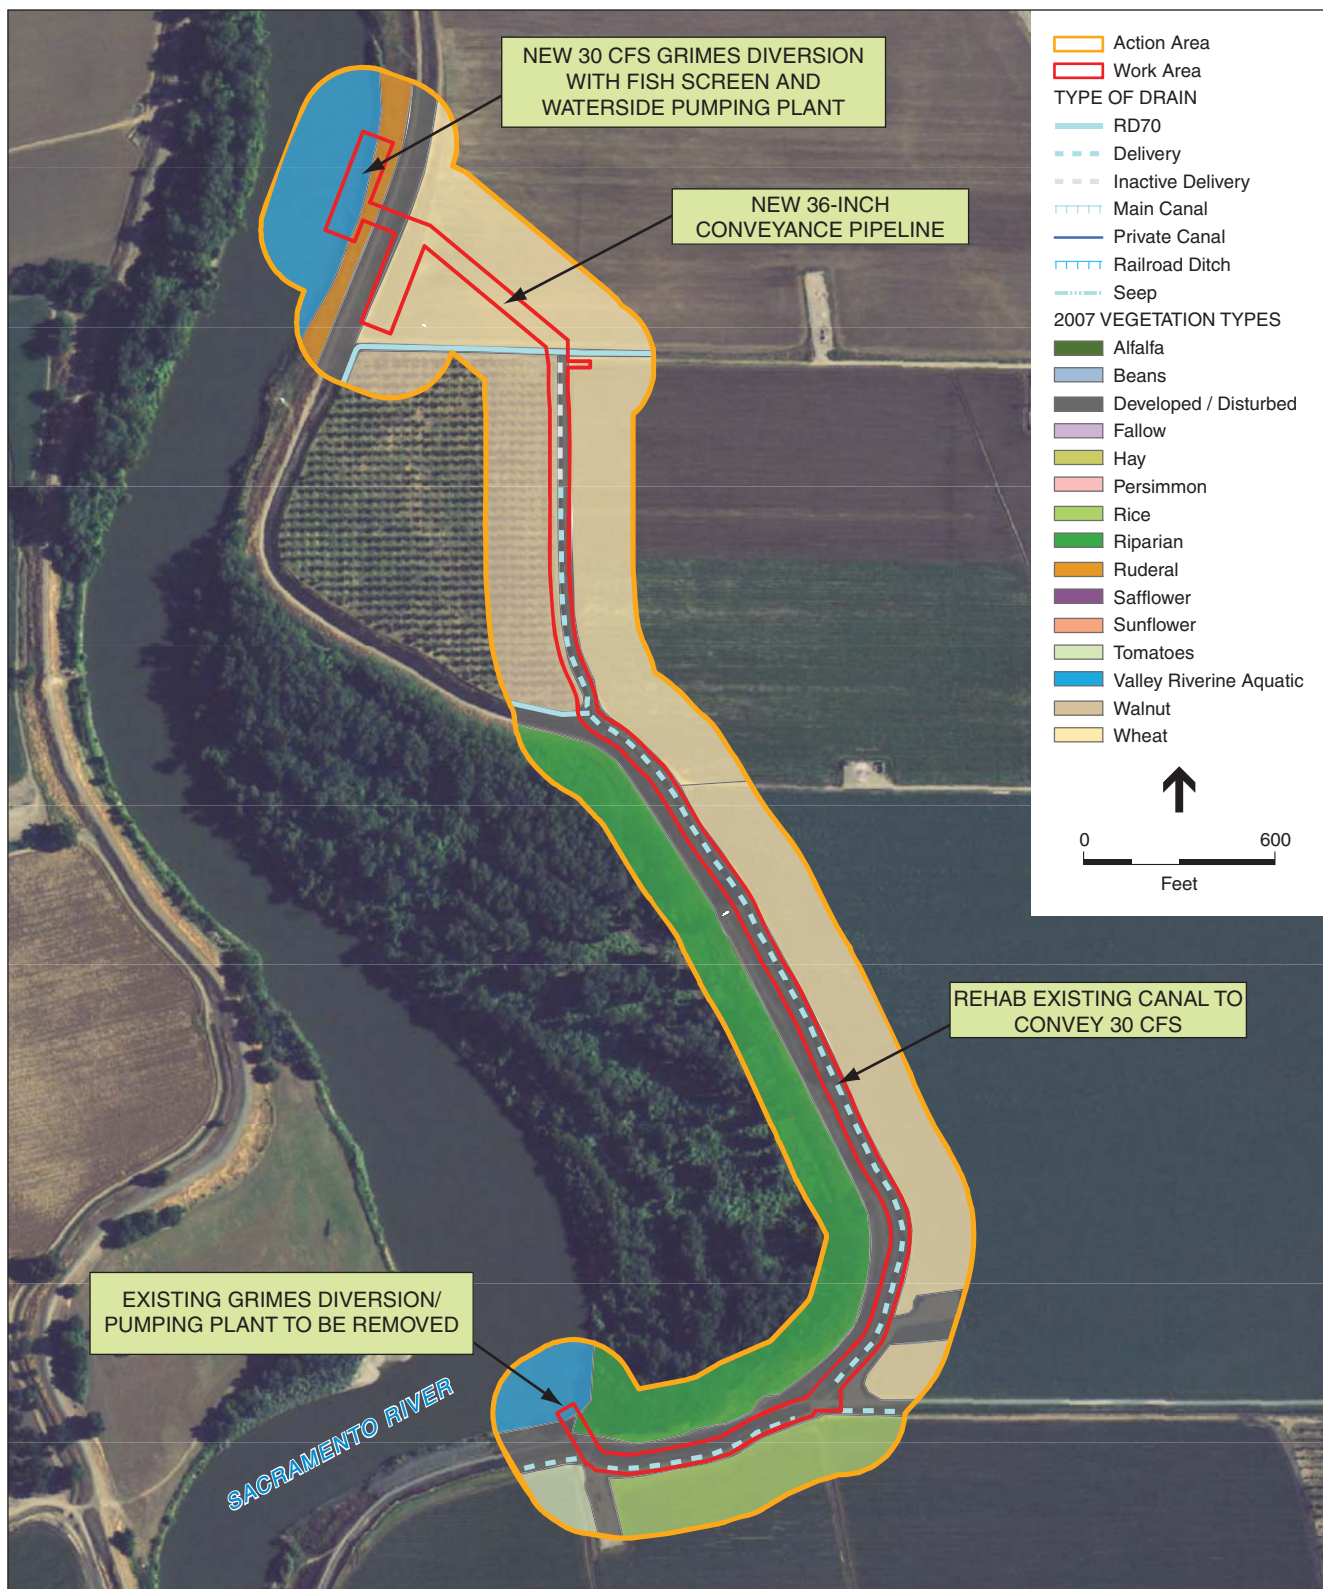 NEW 30 CFS GRIMES DIVERSION
WITH FISH SCREEN AND
WATERSIDE PUMPING PLANT
NEW 36-INCH
CONVEYANCE PIPELINE
REHAB EXISTING CANAL TO
CONVEY 30 CFS
EXISTING GRIMES DIVERSION/
PUMPING PLANT TO BE REMOVED
SACRAMENTO RIVER
Action Area
Work Area
TYPE OF DRAIN
RD70
Delivery
Inactive Delivery
Main Canal
Private Canal
Railroad Ditch
Seep
2007 VEGETATION TYPES
Alfalfa
Beans
Developed / Disturbed
Fallow
Hay
Persimmon
Rice
Riparian
Ruderal
Safflower
Sunflower
Tomatoes
Valley Riverine Aquatic
Walnut
Wheat
0 600
Feet